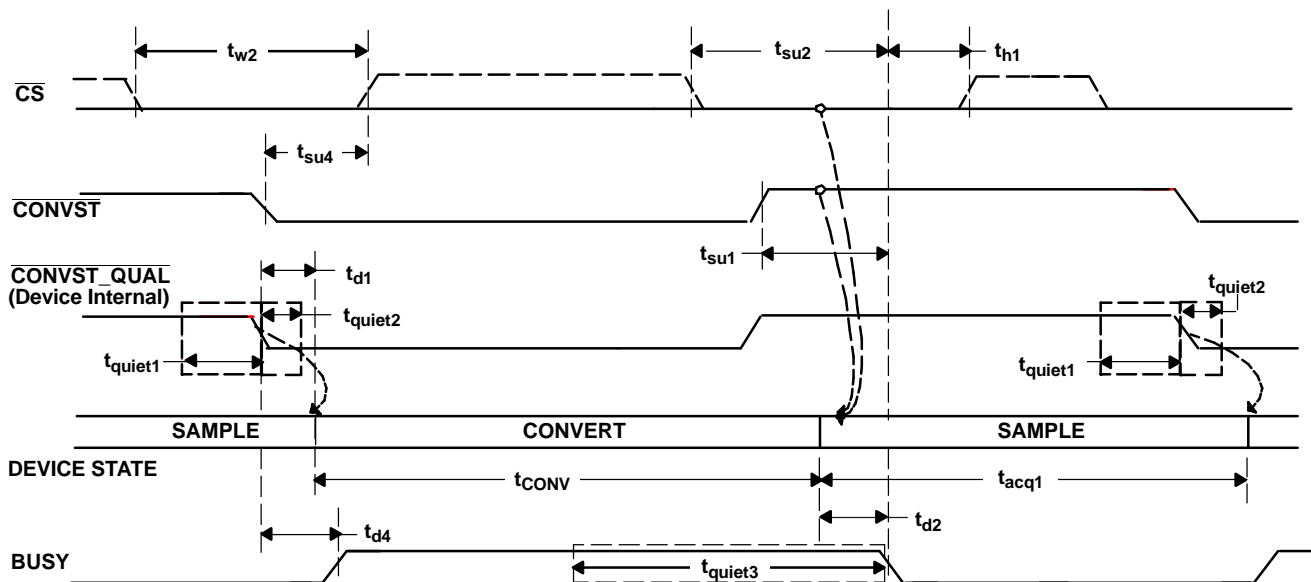 tw2
tsu2
th1
CS
tsu4
CONVST
tsu1
CONVST_QUAL
(Device Internal)
td1
tquiet2
tquiet2
tquiet1
tquiet1
SAMPLE
CONVERT
SAMPLE
DEVICE STATE
tCONV
tacq1
td4
td2
BUSY
tquiet3